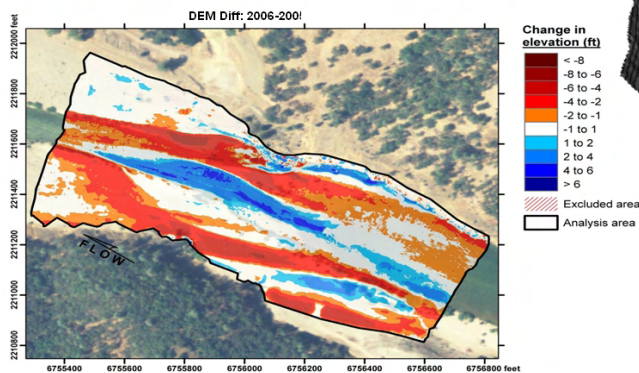 DEM Diff: 2006-200
2212000 feet
2211800
2211600
2211400
2211200
2211000
2210800
FLOW
6755400
6755600
6755800
6756000
6756200
6756400
6756600
6756800 feet
Change in
elevation (ft)
< -8
-8 to -6
-6 to -4
-4 to -2
-2 to -1
-1 to 1
1 to 2
2 to 4
4 to 6
> 6
Excluded area
Analysis area